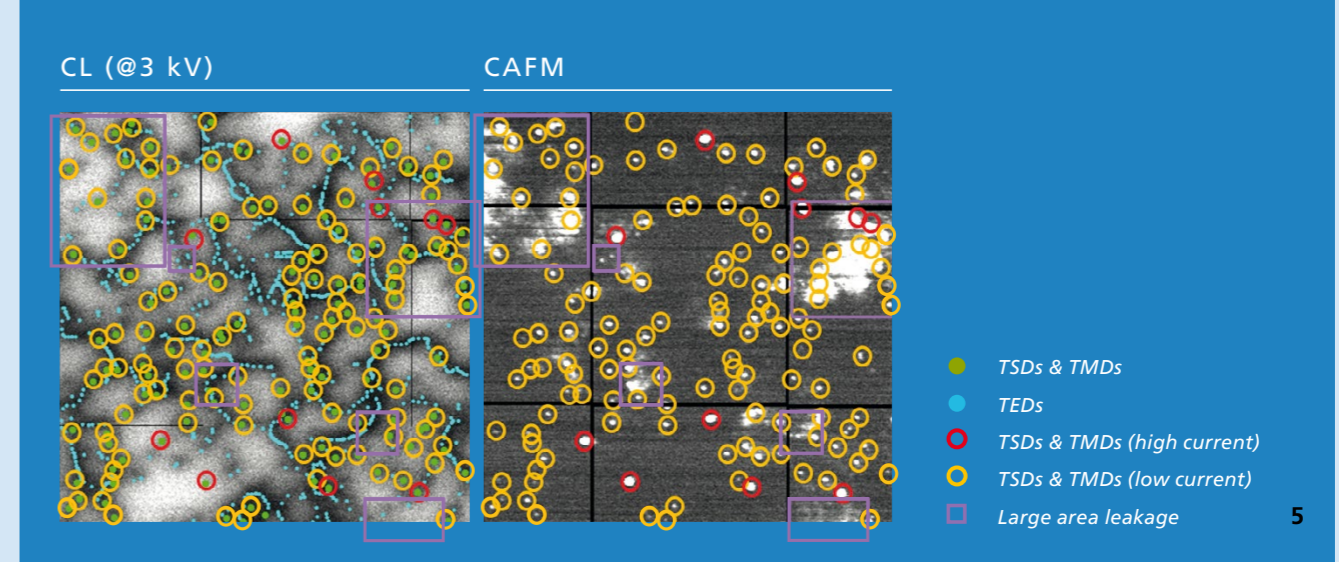 CL (@3 kV)
CAFM
TSDs & TMDs
TEDs
TSDs & TMDs (high current)
TSDs & TMDs (low current)
Large area leakage
5